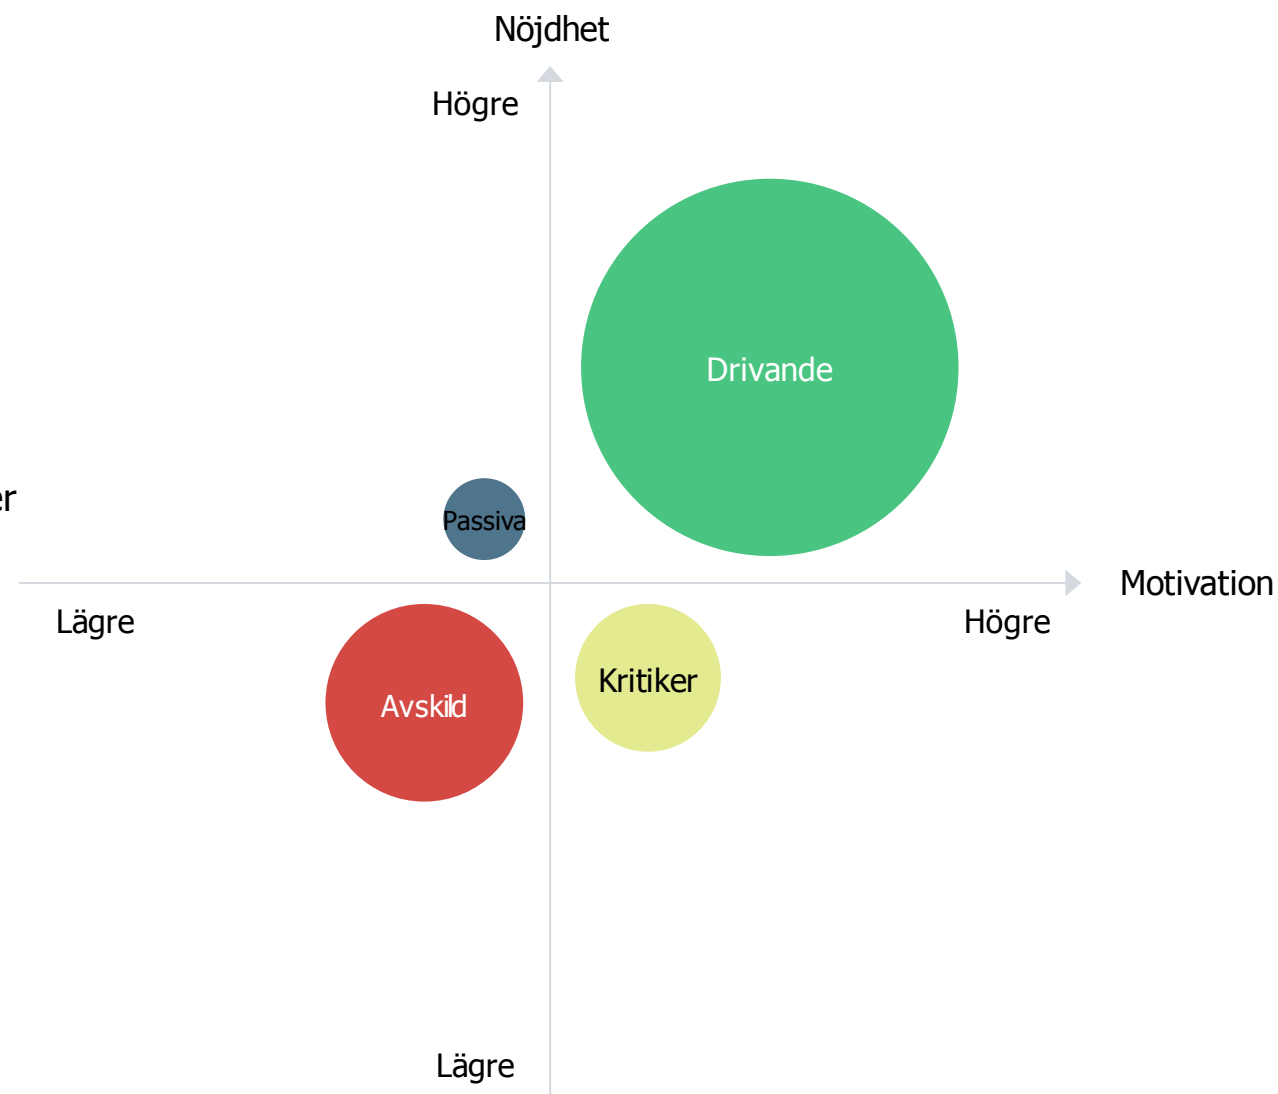 Nöjdhet
Högre
Drivande
Passiva
Motivation
Lägre
Högre
Kritiker
Avskild
Lägre